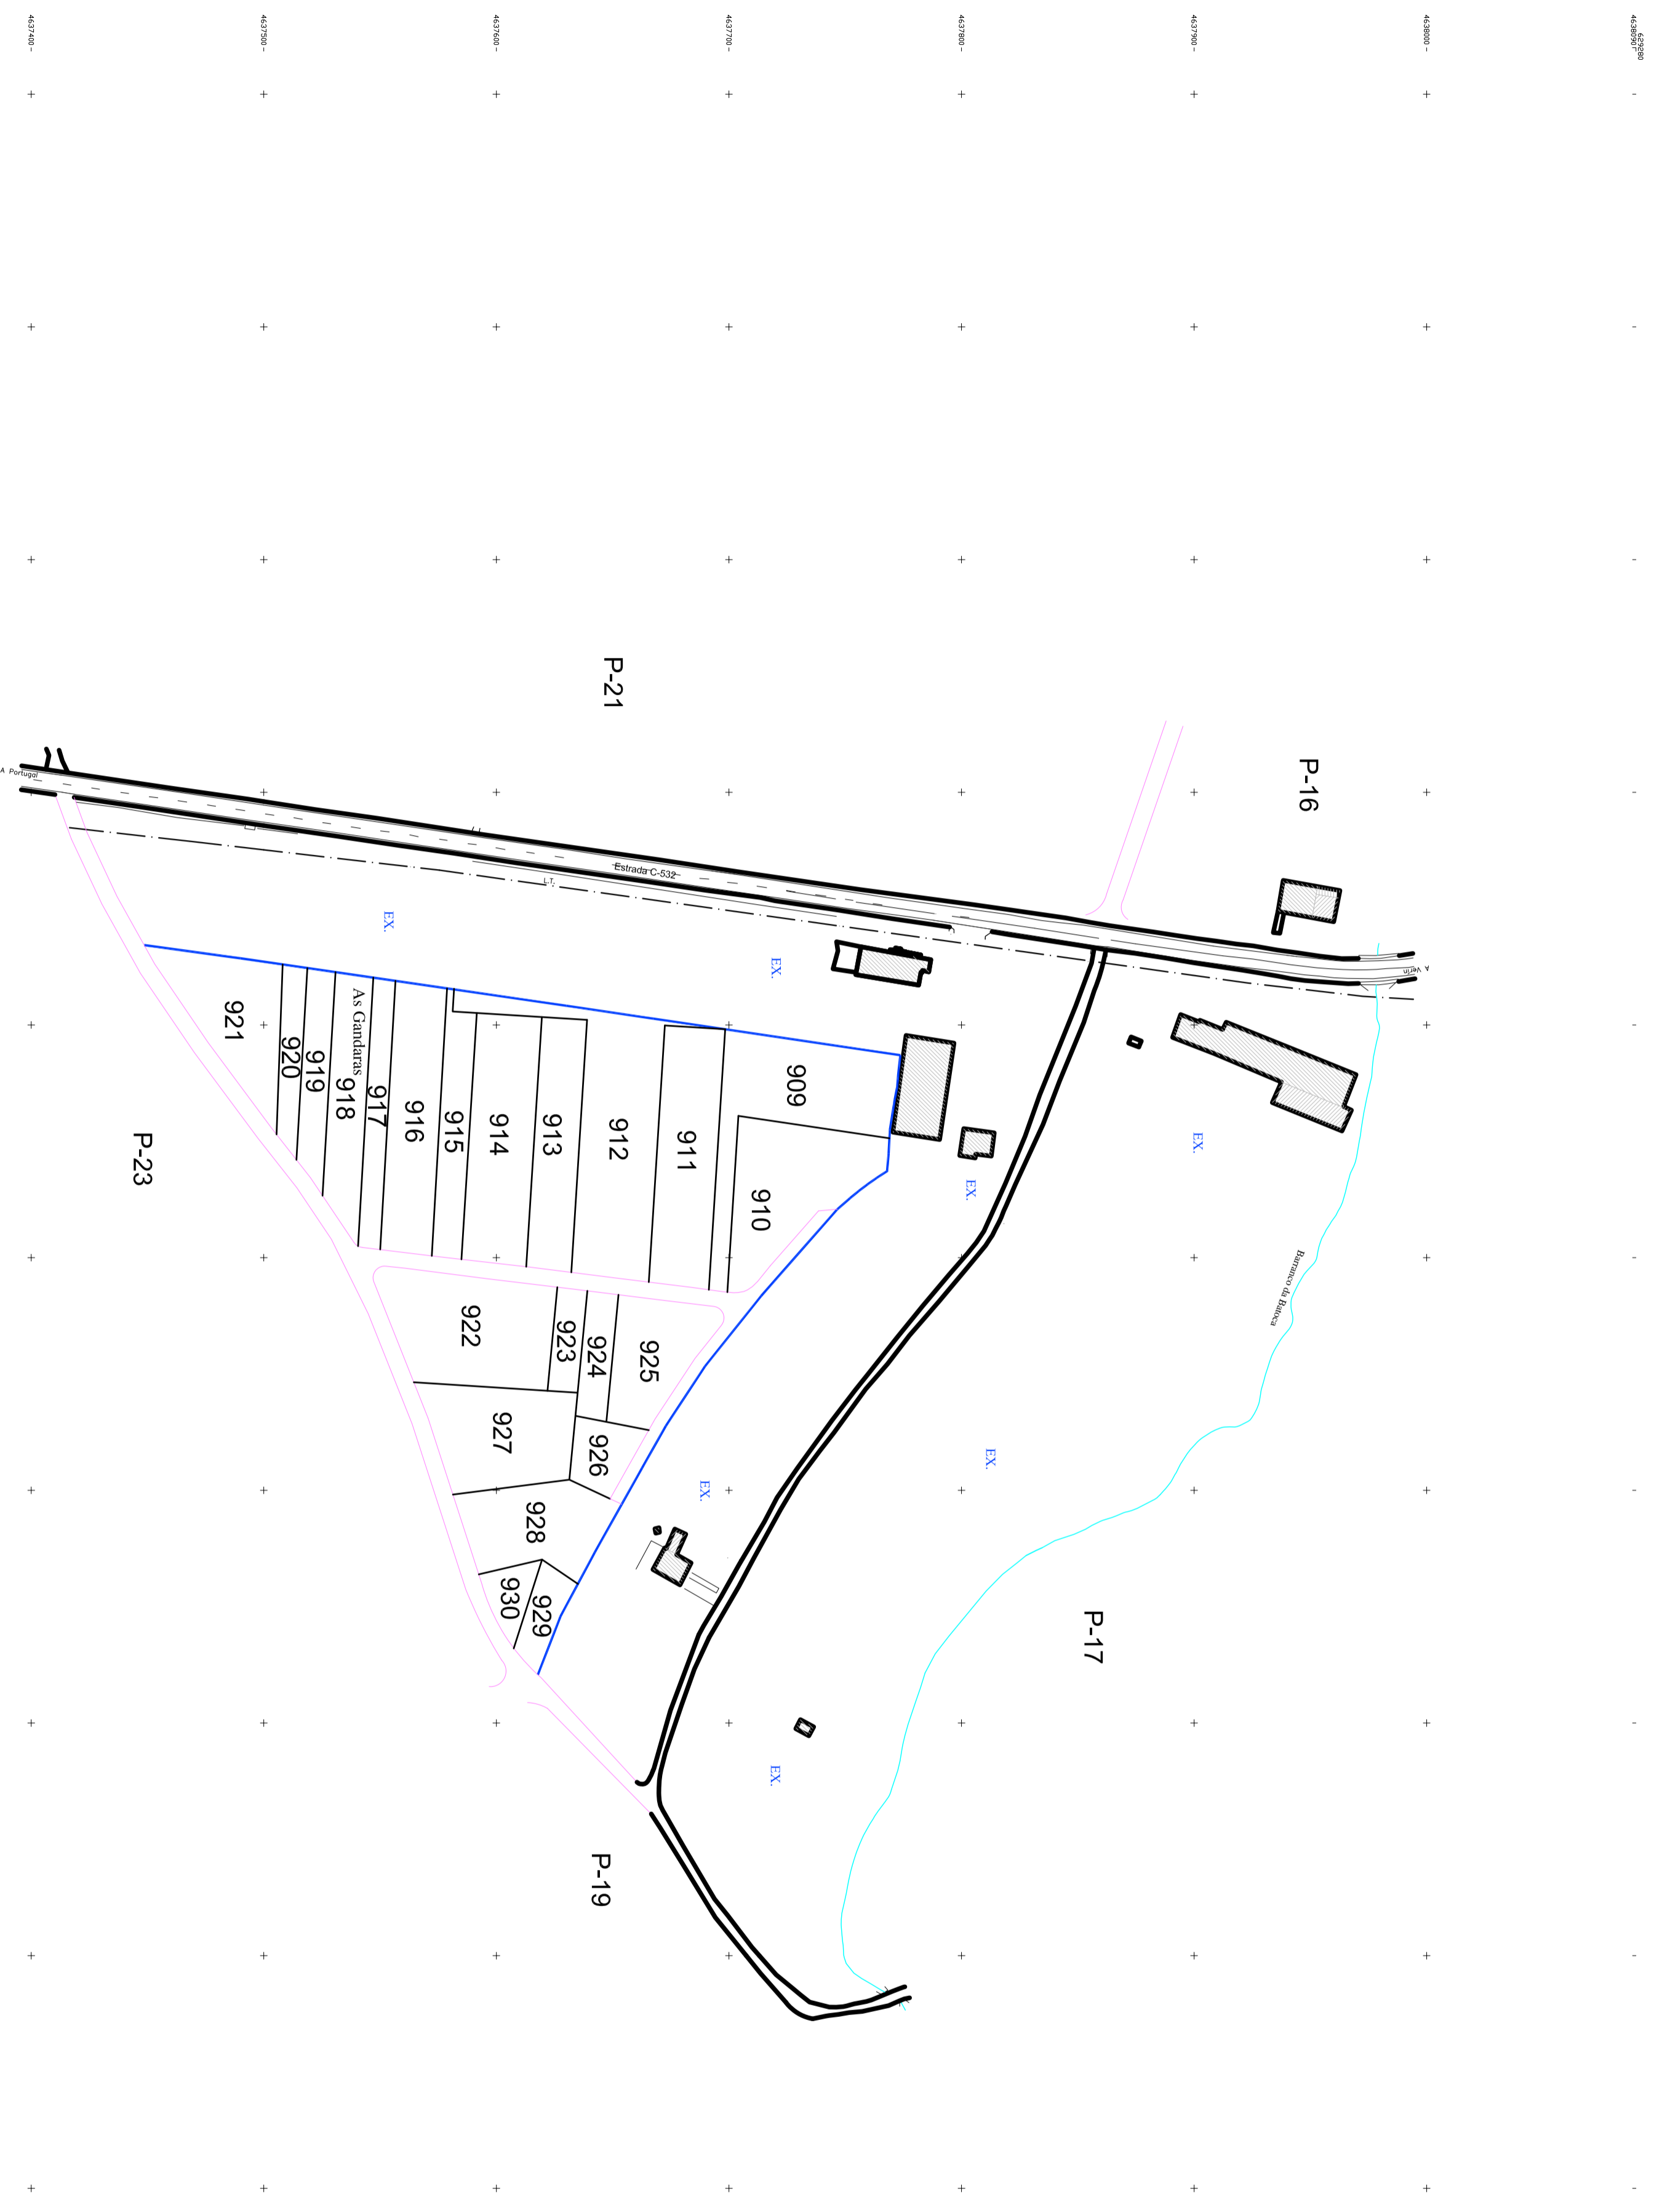 4637400
4637500
4637600
4637700
4637800
4637900
4638000
4638090
629280
P-21
P-16
A Portugal
Estrada C-532
L.T.
A Verin
EX.
EX.
EX.
EX.
EX.
EX.
EX.
As Gandaras
Barranco da Batoca
909
910
911
912
913
914
915
916
917
918
919
920
921
922
923
924
925
926
927
928
929
930
P-23
P-17
P-19